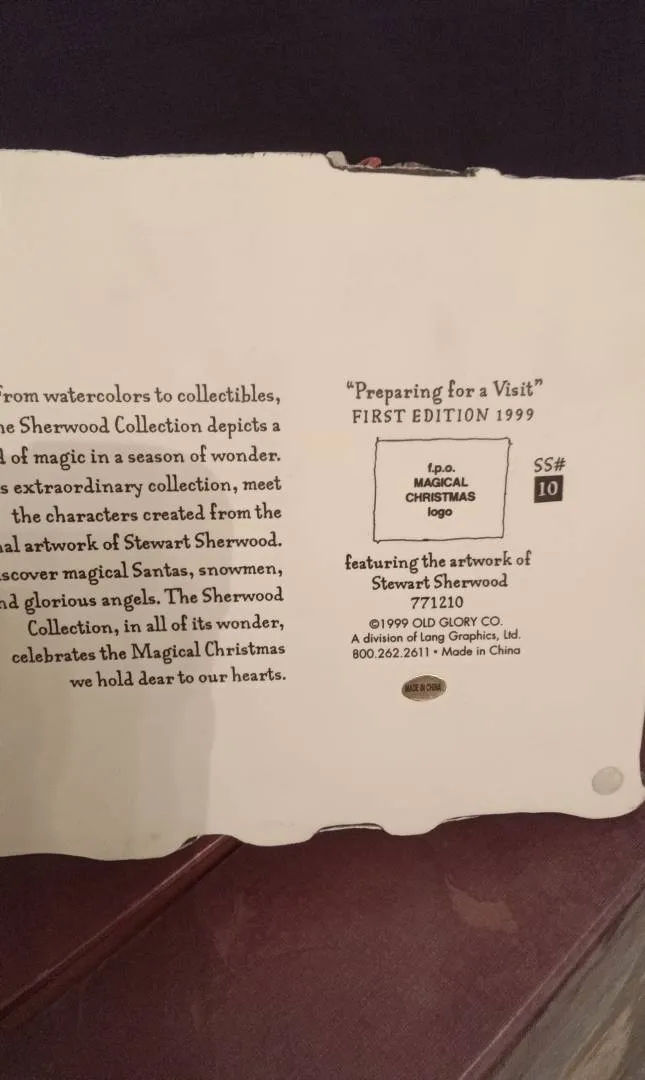 from watercolors to collectibles,
Sherwood Collection depicts a
of magic in a season of wonder.
extraordinary collection, meet
the characters created from the
artwork of Stewart Sherwood.
magical Santas, snowmen,
glorious angels. The Sherwood
Collection, in all of its wonder,
celebrates the Magical Christmas
we hold dear to our hearts.
"Preparing for a Visit"
FIRST EDITION 1999
f.p.o.
MAGICAL
CHRISTMAS
logo
SS#
10
featuring the artwork of
Stewart Sherwood
771210
©1999 OLD GLORY CO.
A division of Lang Graphics, Ltd.
800.262.2611 • Made in China
MADE IN CHINA